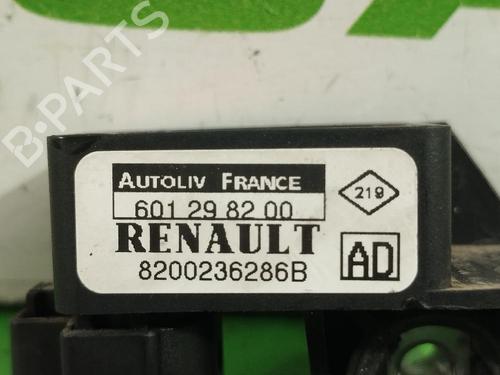 B-PARTS
AUTOLIV FRANCE
601 29 82 00
219
RENAULT
8200236286B
AD